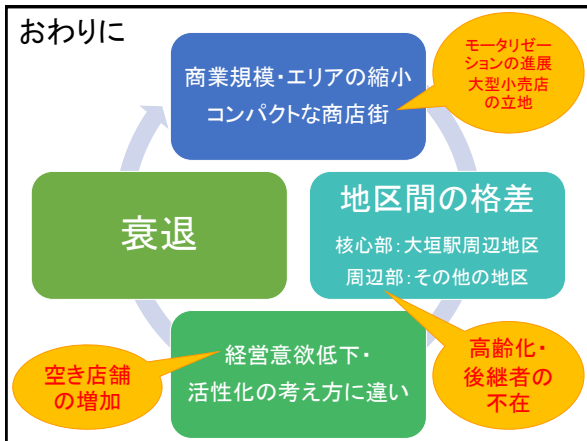 おわりに
商業規模・エリアの縮小
コンパクトな商店街
モータリゼー
ションの進展
大型小売店
の立地
地区間の格差
核心部：大垣駅周辺地区
周辺部：その他の地区
高齢化・
後継者の
不在
経営意欲低下・
活性化の考え方に違い
空き店舗
の増加
衰退